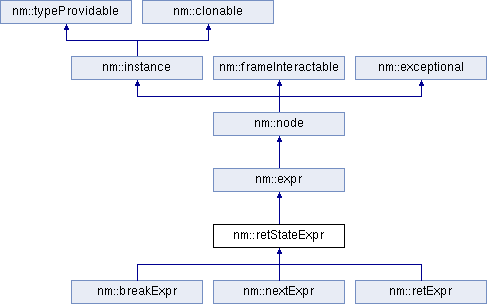 nm::typeProvidable nm::clonable
nm::instance nm::frameInteractable nm::exceptional
nm::node
nm::expr
nm::retStateExpr
nm::breakExpr nm::nextExpr nm::retExpr